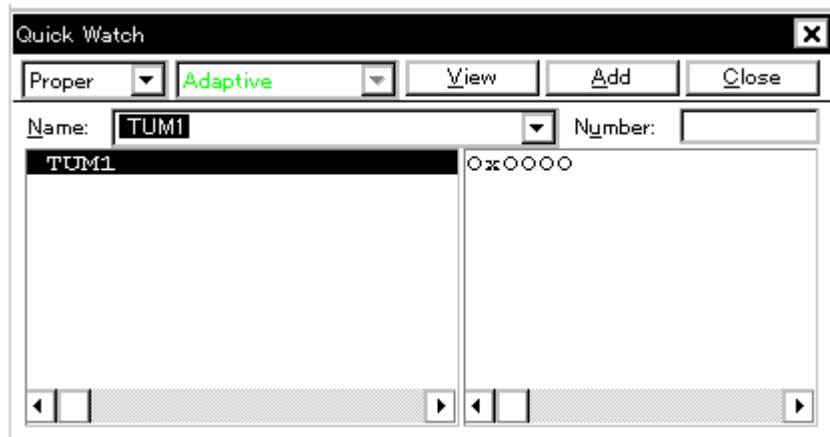 Quick Watch
Proper Adaptive View Add Close
Name: TUM1 Number:
TUM1 0x0000